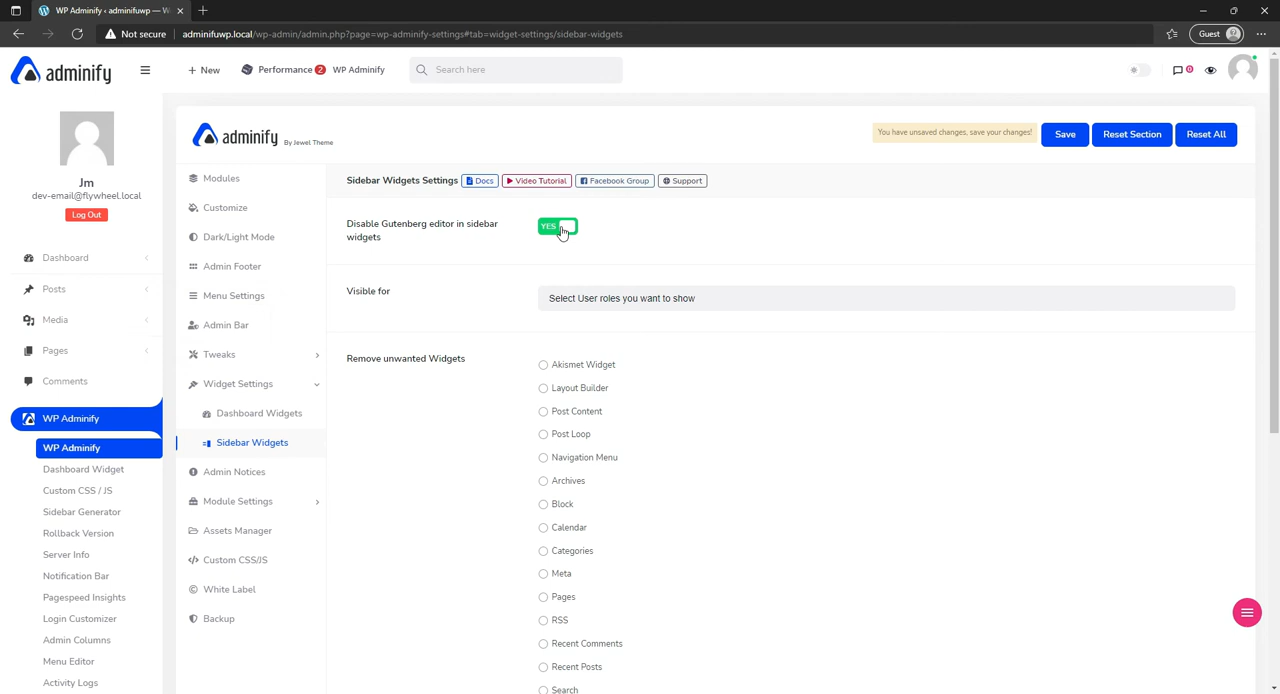 WP Adminify ‹ adminifuwp — W
Not secure
adminifuwp.local/wp-admin/admin.php?page=wp-adminify-settings#tab=widget-settings/sidebar-widgets
Guest
adminify
+ New
Performance 2
WP Adminify
Search here
0
Jm
dev-email@flywheel.local
Log Out
Dashboard
Posts
Media
Pages
Comments
WP Adminify
WP Adminify
Dashboard Widget
Custom CSS / JS
Sidebar Generator
Rollback Version
Server Info
Notification Bar
Pagespeed Insights
Login Customizer
Admin Columns
Menu Editor
Activity Logs
adminify By Jewel Theme
You have unsaved changes, save your changes!
Save
Reset Section
Reset All
Modules
Customize
Dark/Light Mode
Admin Footer
Menu Settings
Admin Bar
Tweaks
Widget Settings
Dashboard Widgets
Sidebar Widgets
Admin Notices
Module Settings
Assets Manager
Custom CSS/JS
White Label
Backup
Sidebar Widgets Settings
Docs
Video Tutorial
Facebook Group
Support
Disable Gutenberg editor in sidebar
widgets
YES
Visible for
Select User roles you want to show
Remove unwanted Widgets
Akismet Widget
Layout Builder
Post Content
Post Loop
Navigation Menu
Archives
Block
Calendar
Categories
Meta
Pages
RSS
Recent Comments
Recent Posts
Search